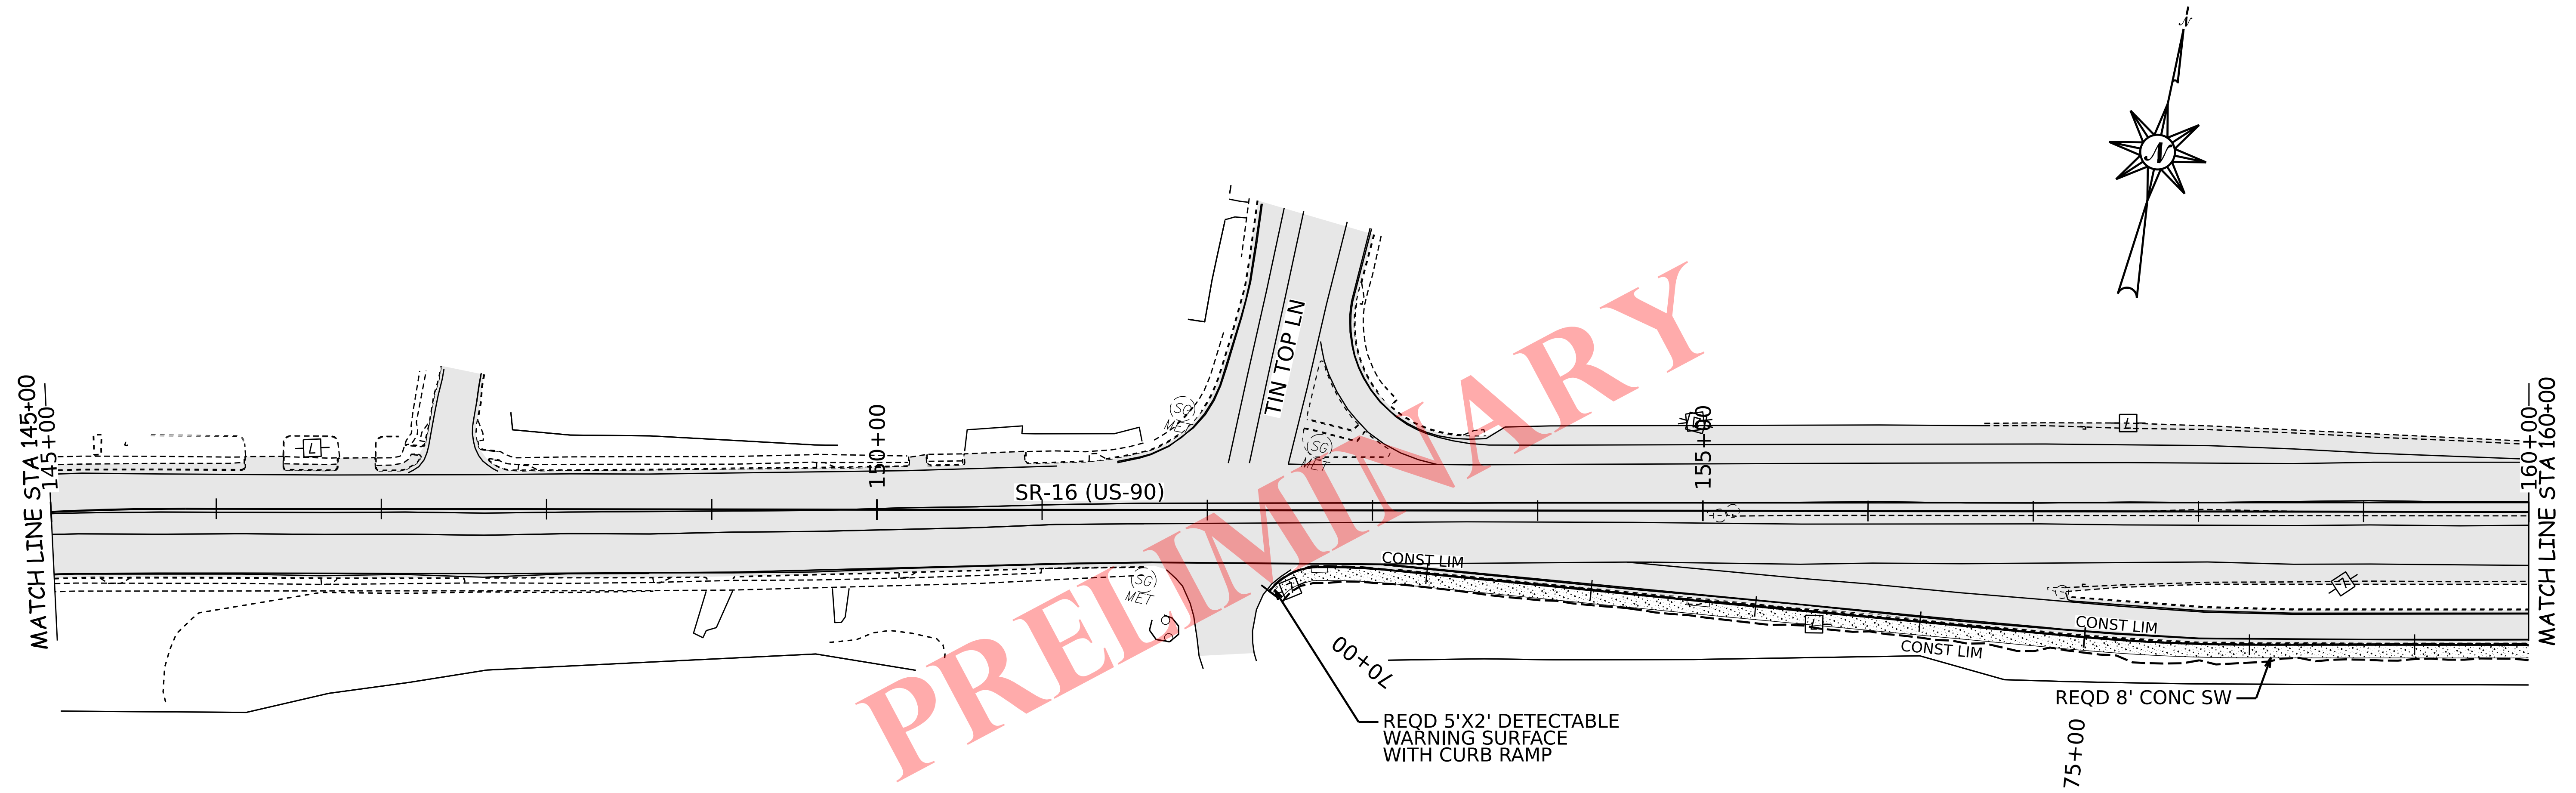 N
N
MATCH LINE STA 145+00
145+00
150+00
155+00
160+00
MATCH LINE STA 160+00
TIN TOP LN
SG
MET
SG
MET
L
L
SR-16 (US-90)
SG
MET
CONST LIM
L
CONST LIM
CONST LIM
70+00
75+00
REQD 8' CONC SW
REQD 5'X2' DETECTABLE
WARNING SURFACE
WITH CURB RAMP
PRELIMINARY